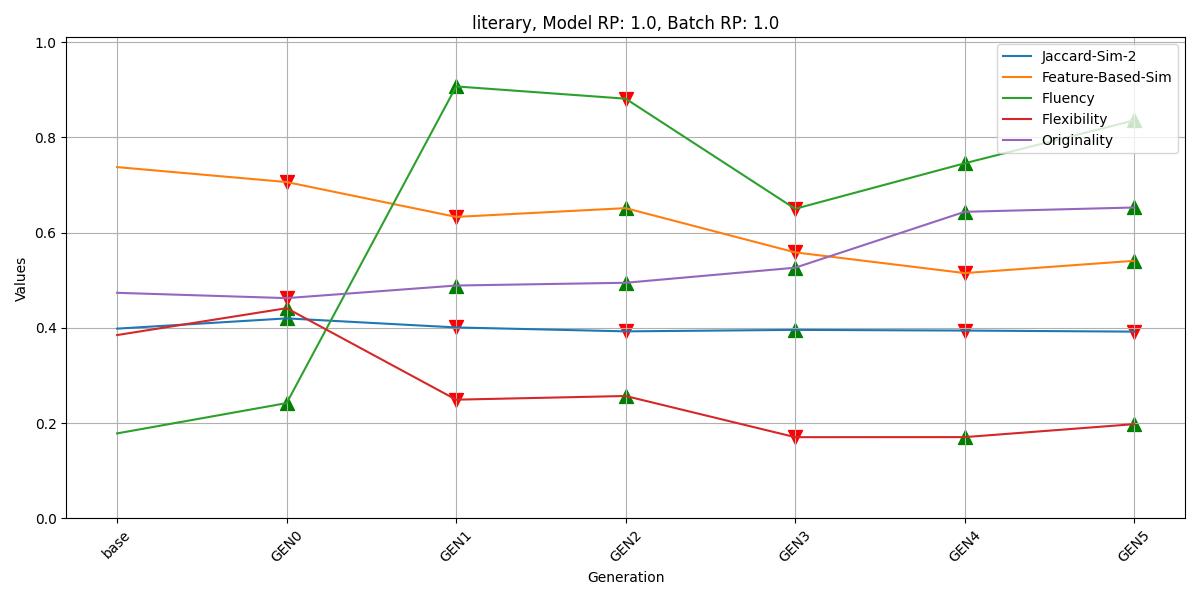 literary, Model RP: 1.0, Batch RP: 1.0
1.0
0.8
0.6
0.4
0.2
0.0
Values
Jaccard-Sim-2
Feature-Based-Sim
Fluency
Flexibility
Originality
base
GEN0
GEN1
GEN2
GEN3
GEN4
GEN5
Generation